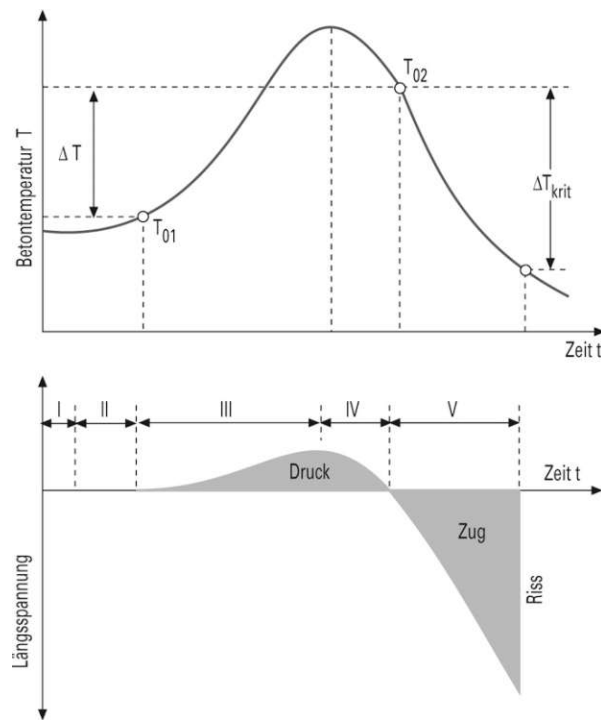 Betontemperatur T
T02
ΔT
ΔTkrit
T01
Zeit t
I II III IV V
Zeit t
Druck
Zug
Riss
Längsspannung